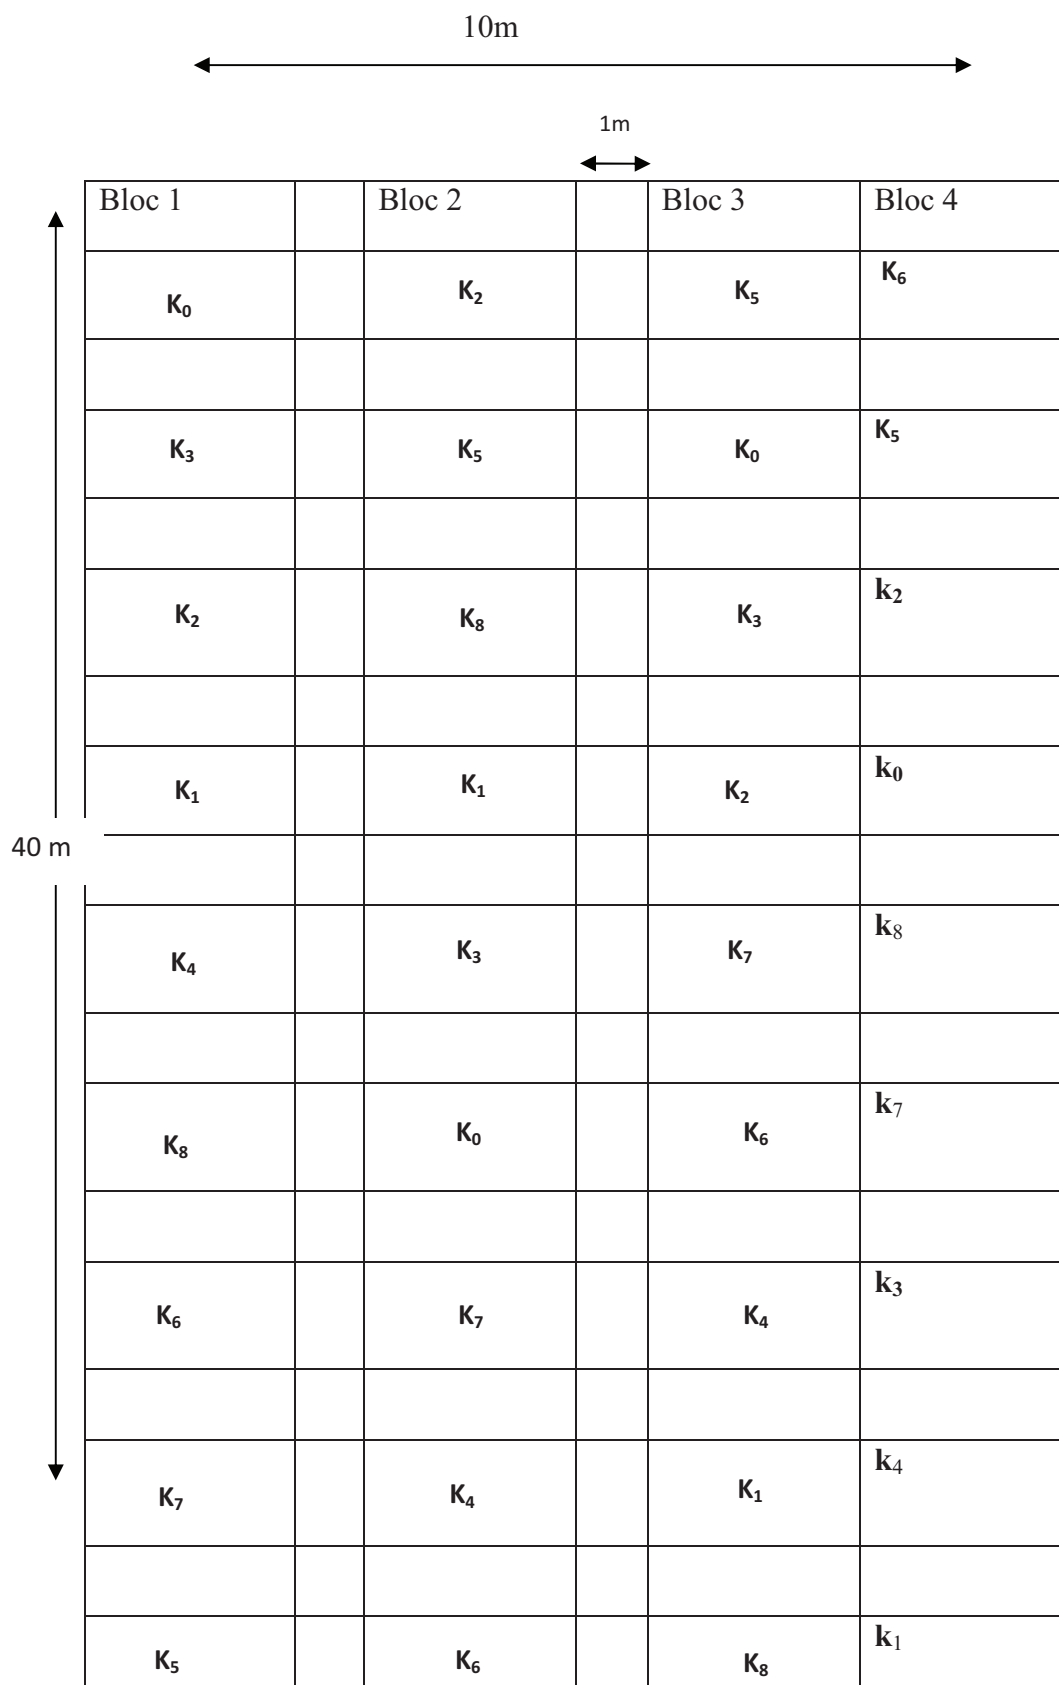 10m
1m
Bloc 1 Bloc 2 Bloc 3 Bloc 4
K₀ K₂ K₅ K₆
K₃ K₅ K₀ K₅
K₂ K₈ K₃ k₂
K₁ K₁ K₂ k₀
40 m
K₄ K₃ K₇ k₈
K₈ K₀ K₆ k₇
K₆ K₇ K₄ k₃
K₇ K₄ K₁ k₄
K₅ K₆ K₈ k₁